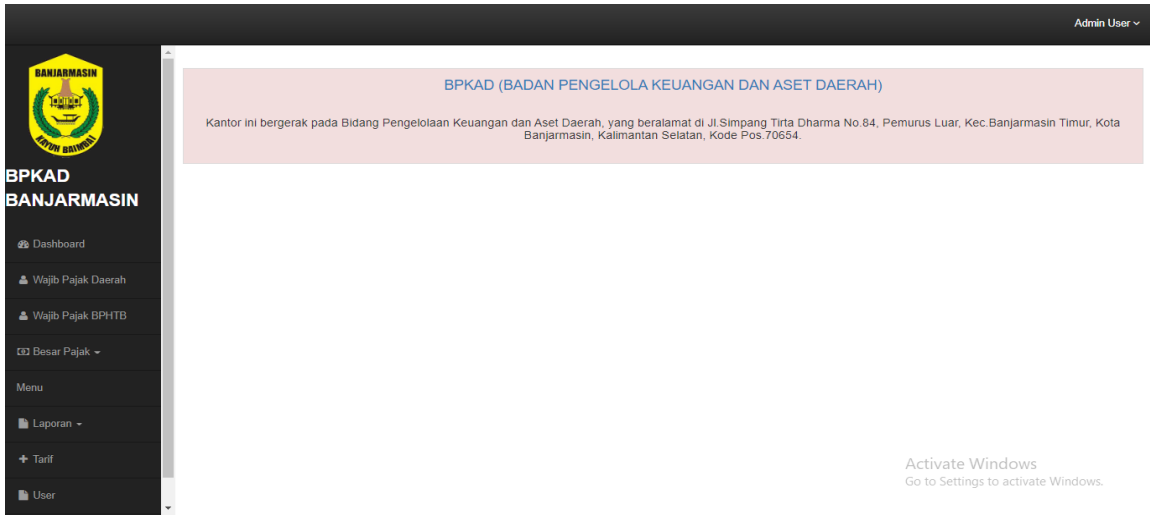 Admin User
BANJARMASIN
KAYUH BAIMBAI
BPKAD
BANJARMASIN
Dashboard
Wajib Pajak Daerah
Wajib Pajak BPHTB
Besar Pajak
Menu
Laporan
Tarif
User
BPKAD (BADAN PENGELOLA KEUANGAN DAN ASET DAERAH)
Kantor ini bergerak pada Bidang Pengelolaan Keuangan dan Aset Daerah, yang beralamat di Jl.Simpang Tirta Dharma No.84, Pemurus Luar, Kec.Banjarmasin Timur, Kota
Banjarmasin, Kalimantan Selatan, Kode Pos.70654.
Activate Windows
Go to Settings to activate Windows.